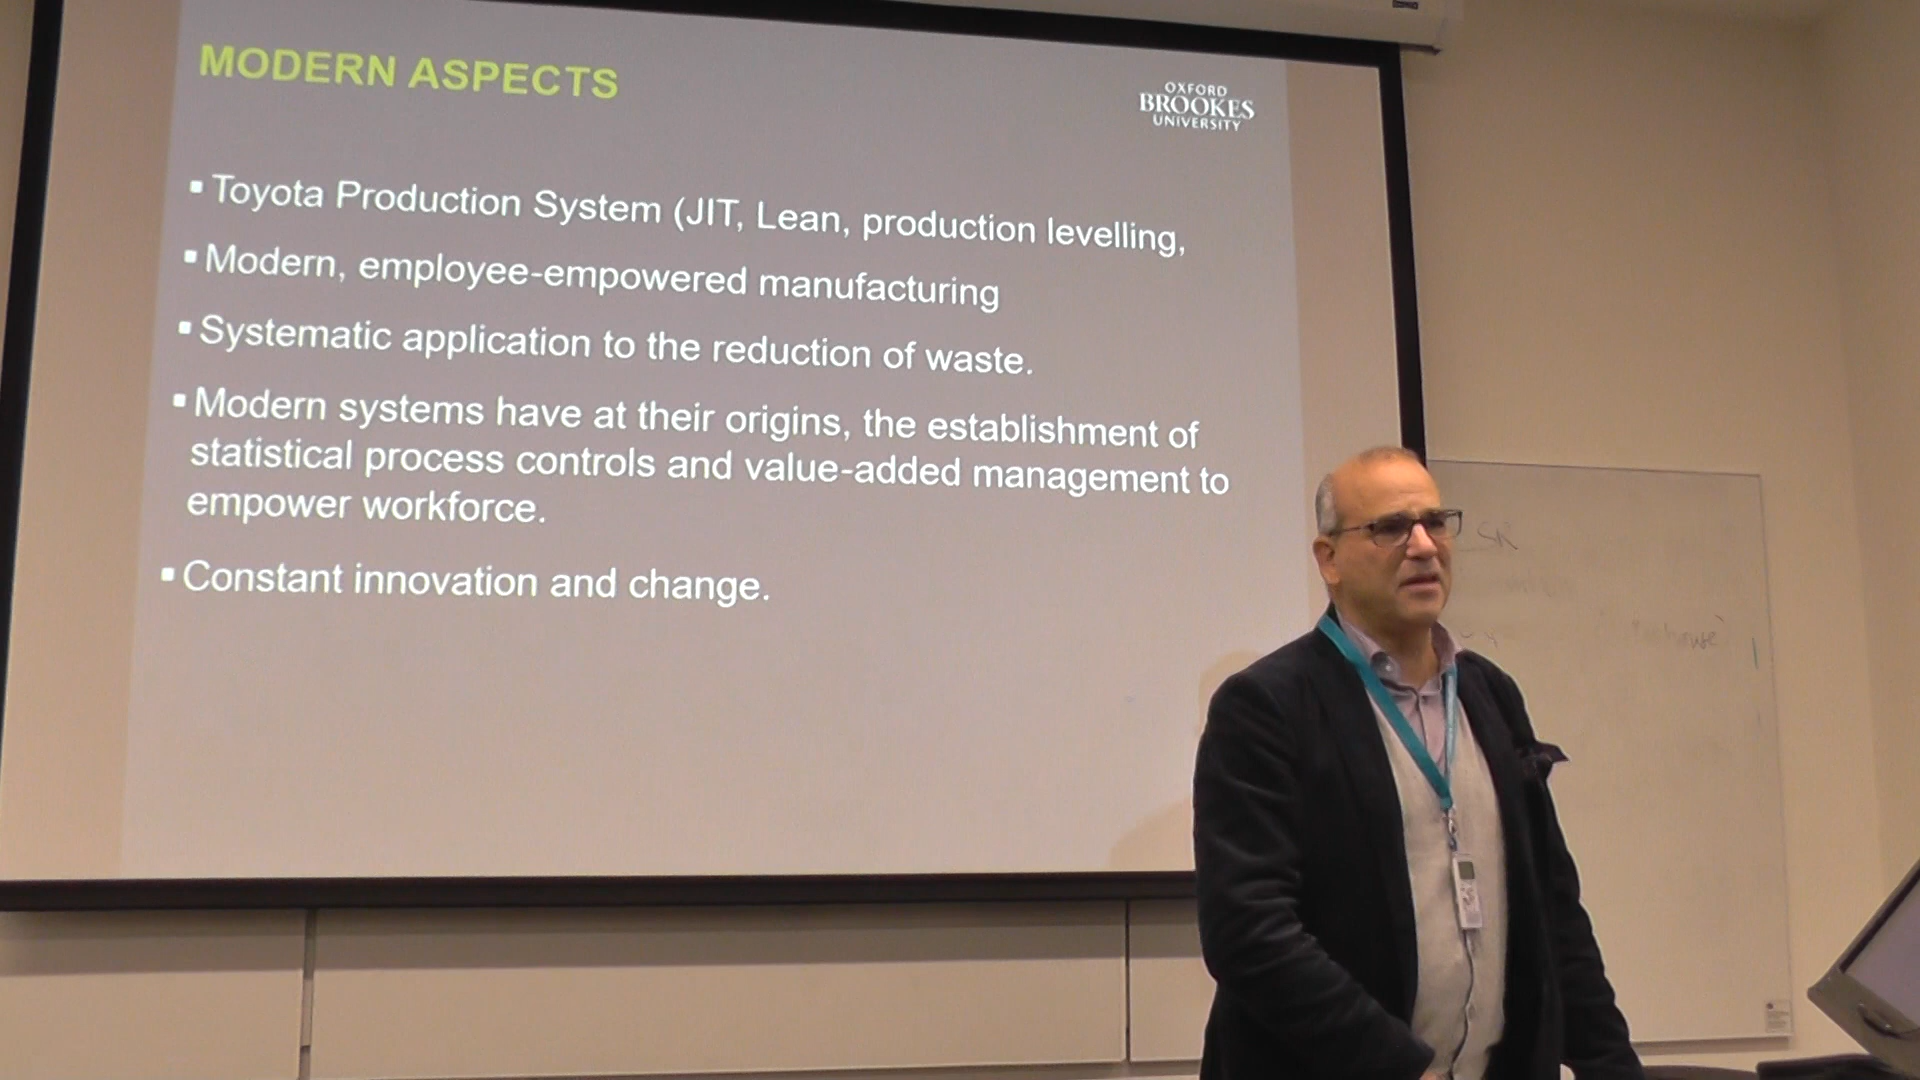 MODERN ASPECTS
OXFORD
BROOKES
UNIVERSITY
▪ Toyota Production System (JIT, Lean, production levelling,
▪ Modern, employee-empowered manufacturing
▪ Systematic application to the reduction of waste.
▪ Modern systems have at their origins, the establishment of
statistical process controls and value-added management to
empower workforce.
▪ Constant innovation and change.